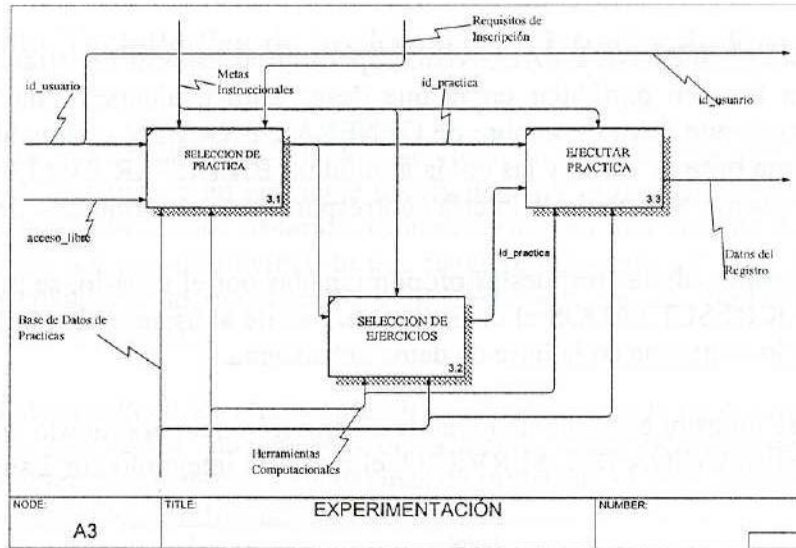 Requisitos de
Inscripción
Metas
Instruccionales
id_usuario
id_practica
id_usuario
SELECCION DE
PRACTICA
3.1
EJECUTAR
PRACTICA
3.3
acceso_libre
id_practica
Datos del
Registro
Base de Datos de
Practicas
SELECCION DE
EJERCICIOS
3.2
Herramientas
Computacionales
NODE:
A3
TITLE:
EXPERIMENTACIÓN
NUMBER: